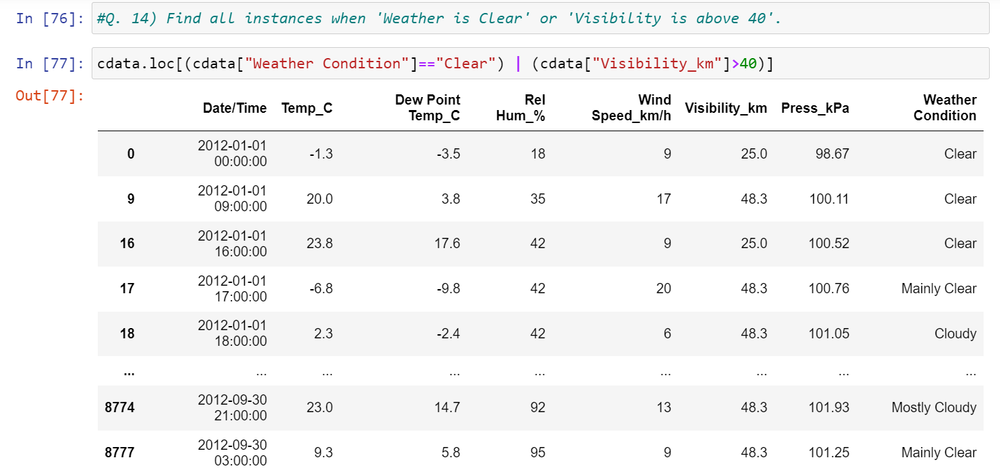 In [76]: #Q. 14) Find all instances when 'Weather is Clear' or 'Visibility is above 40'.
In [77]: cdata.loc[(cdata["Weather Condition"]=="Clear") | (cdata["Visibility_km"]>40)]
Out[77]:
Date/Time Temp_C Dew Point Temp_C Rel Hum_% Wind Speed_km/h Visibility_km Press_kPa Weather Condition
0 2012-01-01 00:00:00 -1.3 -3.5 18 9 25.0 98.67 Clear
9 2012-01-01 09:00:00 20.0 3.8 35 17 48.3 100.11 Clear
16 2012-01-01 16:00:00 23.8 17.6 42 9 25.0 100.52 Clear
17 2012-01-01 17:00:00 -6.8 -9.8 42 20 48.3 100.76 Mainly Clear
18 2012-01-01 18:00:00 2.3 -2.4 42 6 48.3 101.05 Cloudy
... ... ... ... ... ... ... ... ...
8774 2012-09-30 21:00:00 23.0 14.7 92 13 48.3 101.93 Mostly Cloudy
8777 2012-09-30 03:00:00 9.3 5.8 95 9 48.3 101.25 Mainly Clear